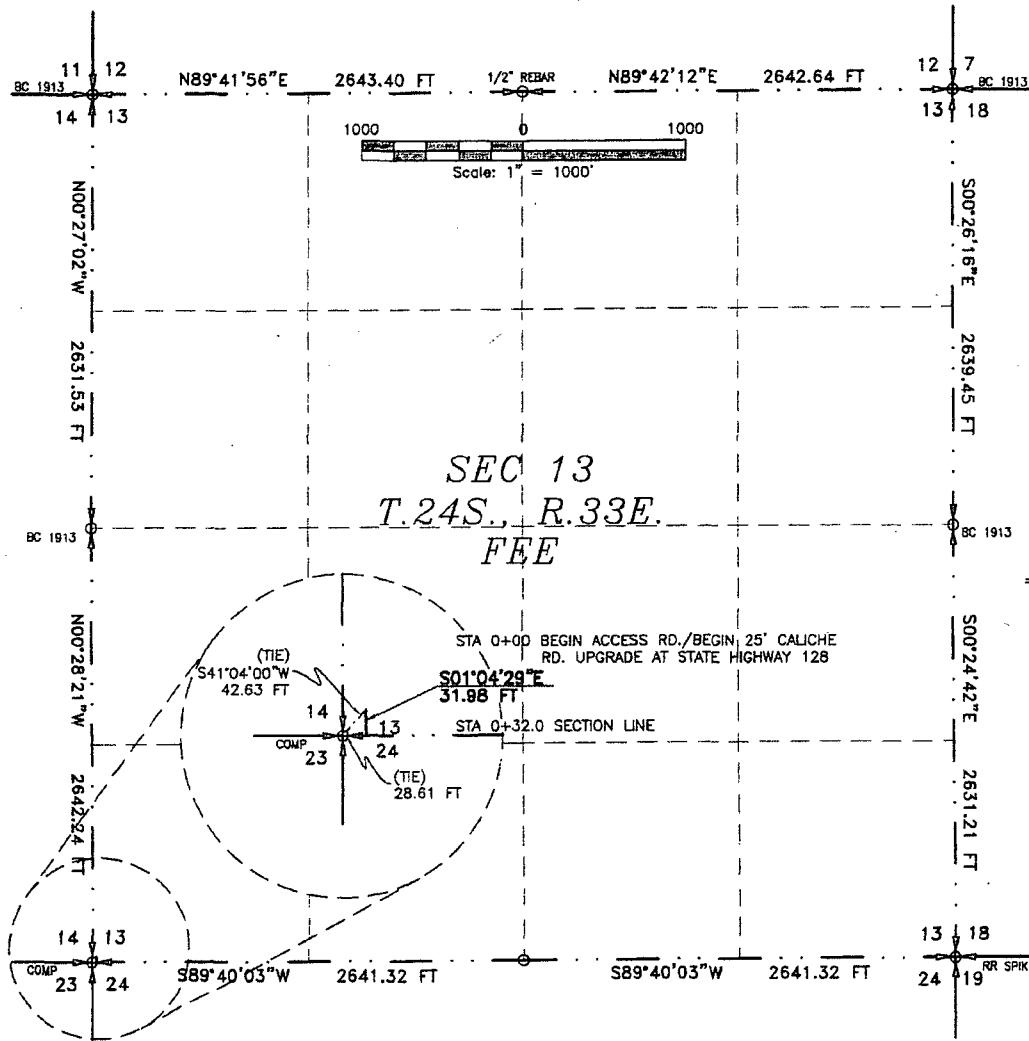 11 12
BC 1913
14 13
N89°41'56"E 2643.40 FT
1/2" REBAR
N89°42'12"E 2642.64 FT
12 7
BC 1913
13 18
1000 0 1000
Scale: 1" = 1000'
N00°27'02"W 2631.53 FT
S00°26'16"E 2639.45 FT
SEC 13
T.24S., R.33E.
FEE
BC 1913
BC 1913
N00°28'21"W 2642.24 FT
S00°24'42"E 2631.21 FT
STA 0+00 BEGIN ACCESS RD./BEGIN 25' CALICHE
RD. UPGRADE AT STATE HIGHWAY 128
(TIE)
S41°04'00"W
42.63 FT
S01°04'29"E
31.98 FT
14 13
STA 0+32.0 SECTION LINE
COMP
23 24
(TIE)
28.61 FT
14 13
COMP
23 24
S89°40'03"W 2641.32 FT
S89°40'03"W 2641.32 FT
13 18
RR SPIK
24 19